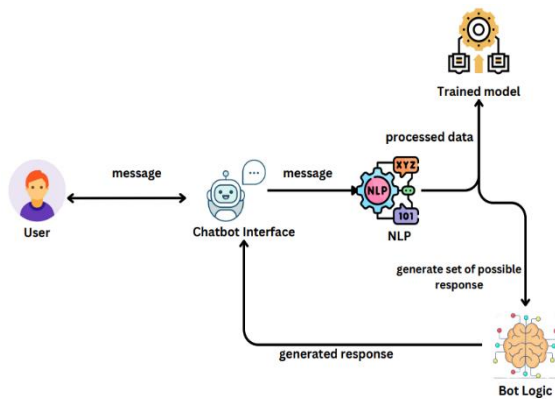 Trained model
processed data
XYZ
message
message
NLP
101
User
Chatbot Interface
NLP
generate set of possible
response
generated response
Bot Logic